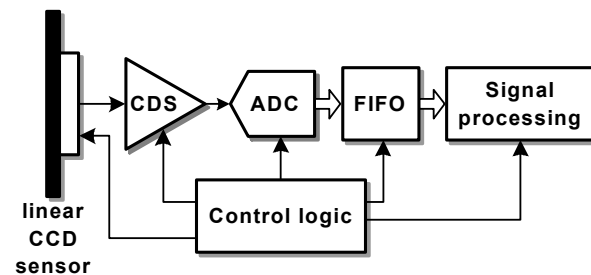 CDS
ADC
FIFO
Signal
processing
Control logic
linear
CCD
sensor